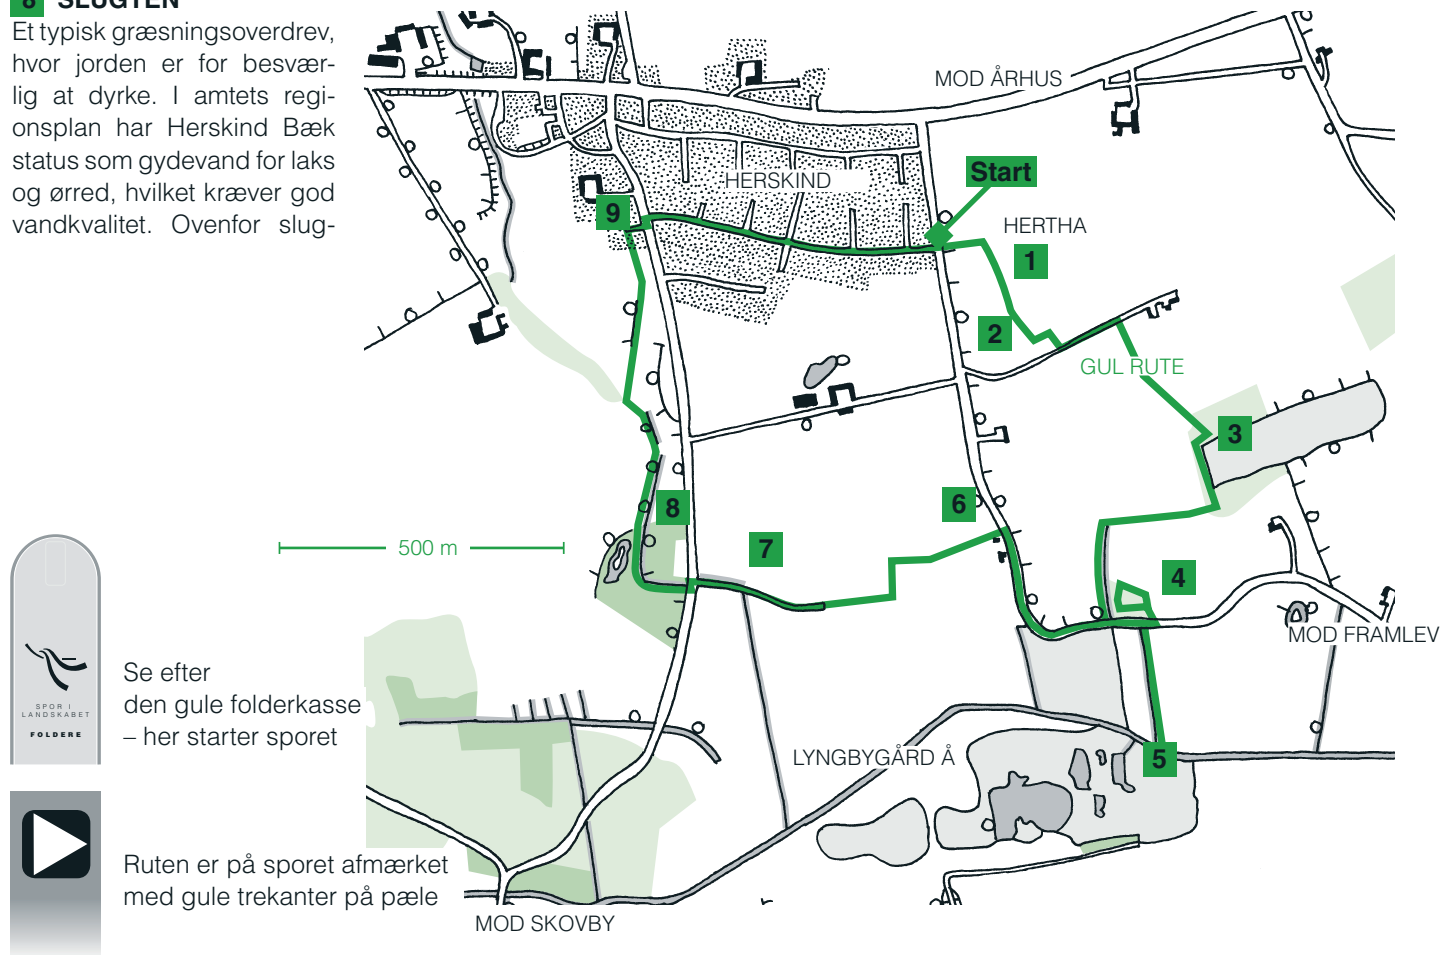 8 SLUGTEN
Et typisk græsningsoverdrev,
hvor jorden er for besvær-
lig at dyrke. I amtets regi-
onsplan har Herskind Bæk
status som gydevand for laks
og ørred, hvilket kræver god
vandkvalitet. Ovenfor slug-
MOD ÅRHUS
HERSKIND
Start
9
HERTHA
1
2
GUL RUTE
3
6
8
7
500 m
4
MOD FRAMLEV
5
LYNGBYGÅRD Å
SPOR I
LANDSKABET
FOLDERE
Se efter
den gule folderkasse
– her starter sporet
Ruten er på sporet afmærket
med gule trekanter på pæle
MOD SKOVBY